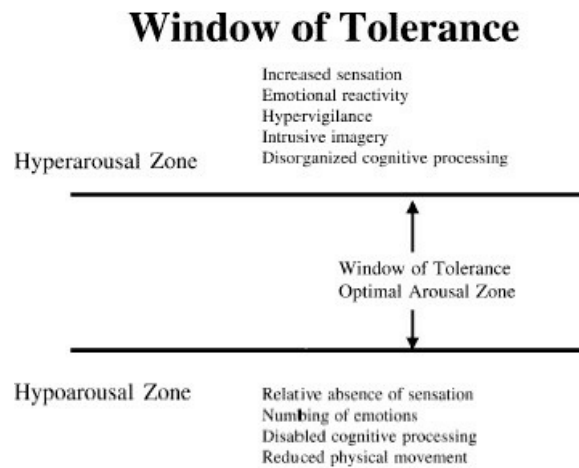 Window of Tolerance
Increased sensation
Emotional reactivity
Hypervigilance
Intrusive imagery
Disorganized cognitive processing
Hyperarousal Zone
Window of Tolerance
Optimal Arousal Zone
Hypoarousal Zone
Relative absence of sensation
Numbing of emotions
Disabled cognitive processing
Reduced physical movement